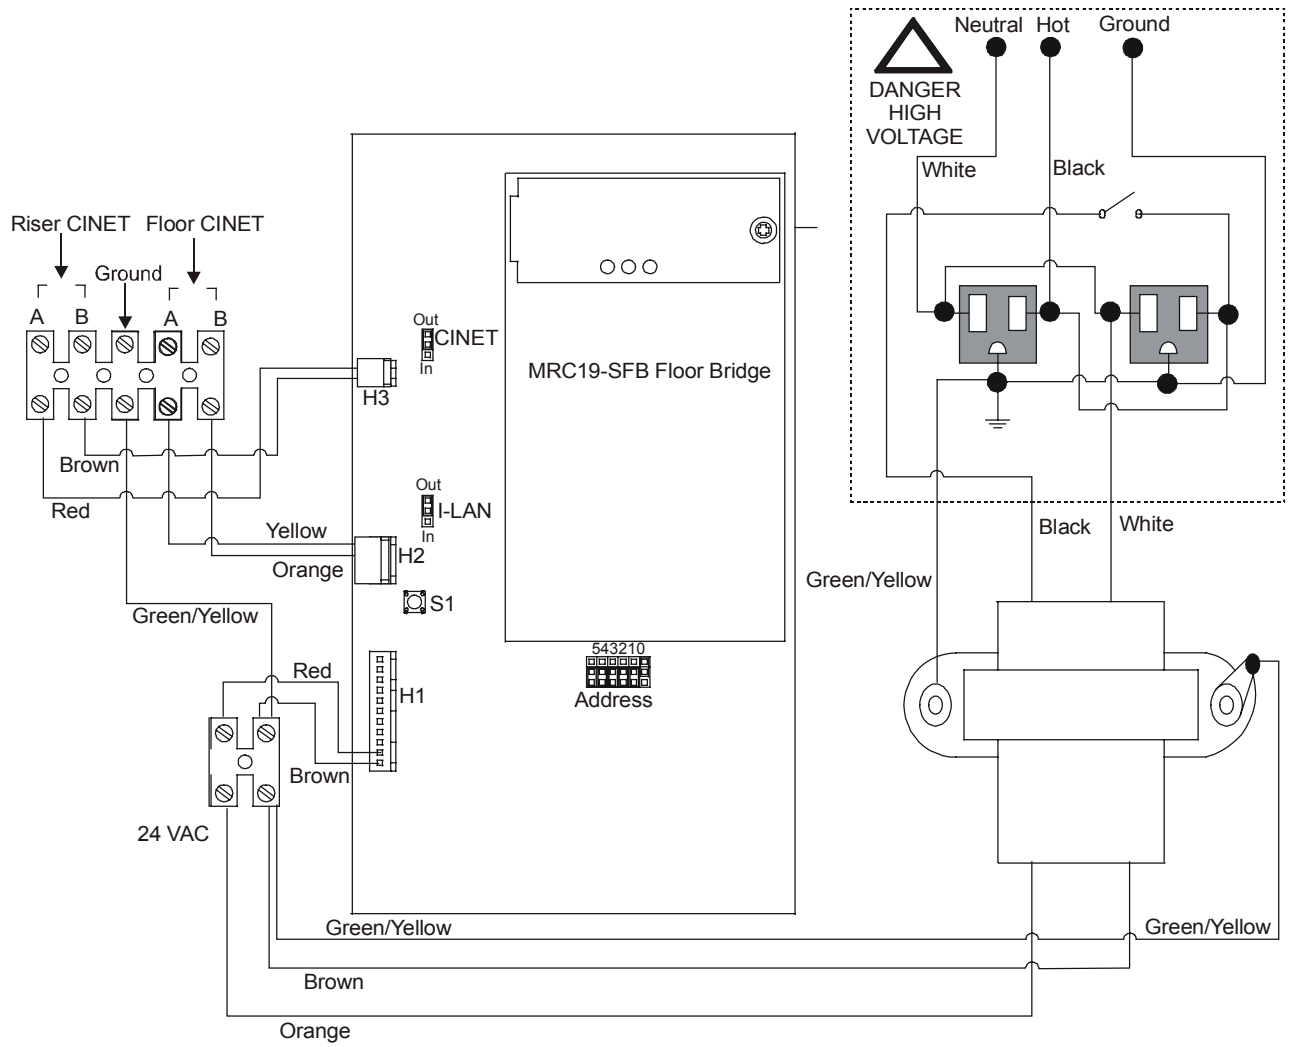 Neutral Hot Ground
DANGER
HIGH
VOLTAGE
White
Black
Riser CINET Floor CINET
Ground
A B A B
Out
CINET
In
H3
MRC19-SFB Floor Bridge
Brown
Red
Out
I-LAN
In
Yellow
H2
Orange
Black
White
Green/Yellow
S1
Green/Yellow
543210
Address
Red
H1
Brown
24 VAC
Green/Yellow
Green/Yellow
Brown
Orange